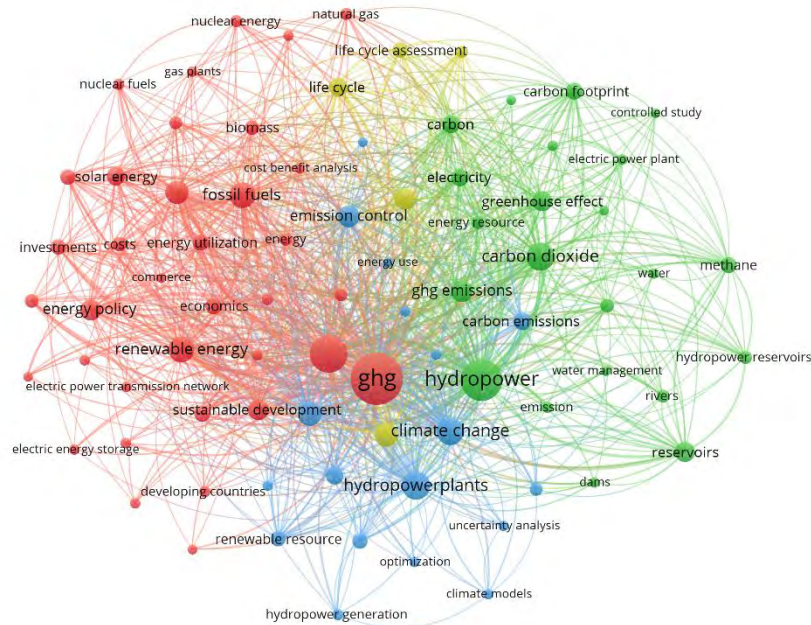 natural gas
nuclear energy
life cycle assessment
gas plants
nuclear fuels
life cycle
carbon footprint
controlled study
biomass
carbon
electric power plant
cost benefit analysis
solar energy
electricity
fossil fuels
greenhouse effect
emission control
energy resource
investments
costs
energy utilization
energy
carbon dioxide
energy use
methane
water
commerce
ghg emissions
energy policy
economics
carbon emissions
renewable energy
hydropower reservoirs
water management
ghg
hydropower
electric power transmission network
rivers
sustainable development
emission
climate change
electric energy storage
reservoirs
dams
developing countries
hydropowerplants
uncertainty analysis
renewable resource
optimization
climate models
hydropower generation